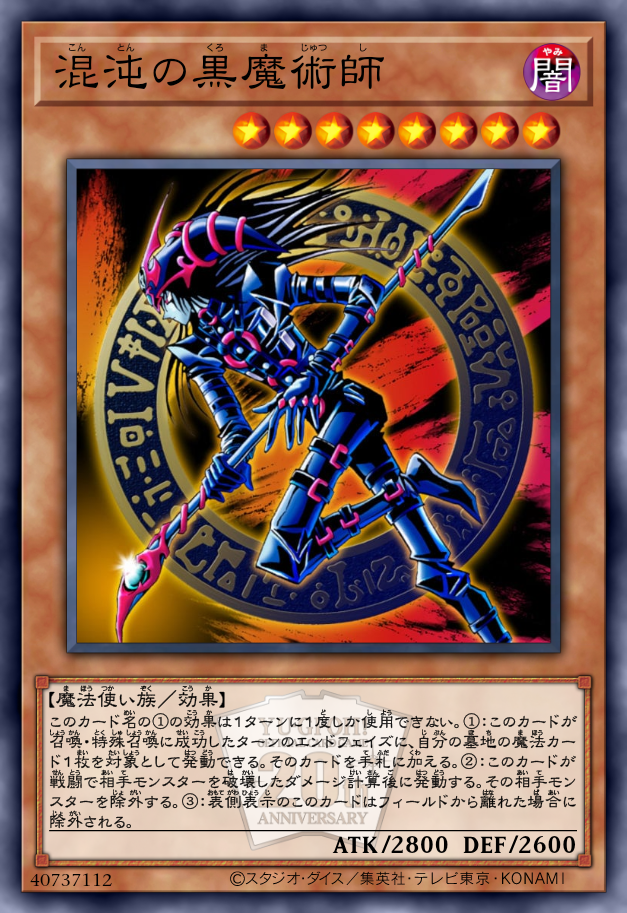 混沌の黒魔術師
闇
【魔法使い族/効果】
このカード名の①の効果は1ターンに1度しか使用できない。①:このカードが
召喚・特殊召喚に成功したターンのエンドフェイズに、自分の墓地の魔法カー
ド1枚を対象として発動できる。そのカードを手札に加える。②:このカードが
戦闘で相手モンスターを破壊したダメージ計算後に発動する。その相手モン
スターを除外する。③:表側表示のこのカードはフィールドから離れた場合に
除外される。
YU-GI-OH!
20th
ANNIVERSARY
ATK/2800 DEF/2600
40737112 ©スタジオ・ダイス/集英社・テレビ東京・KONAMI